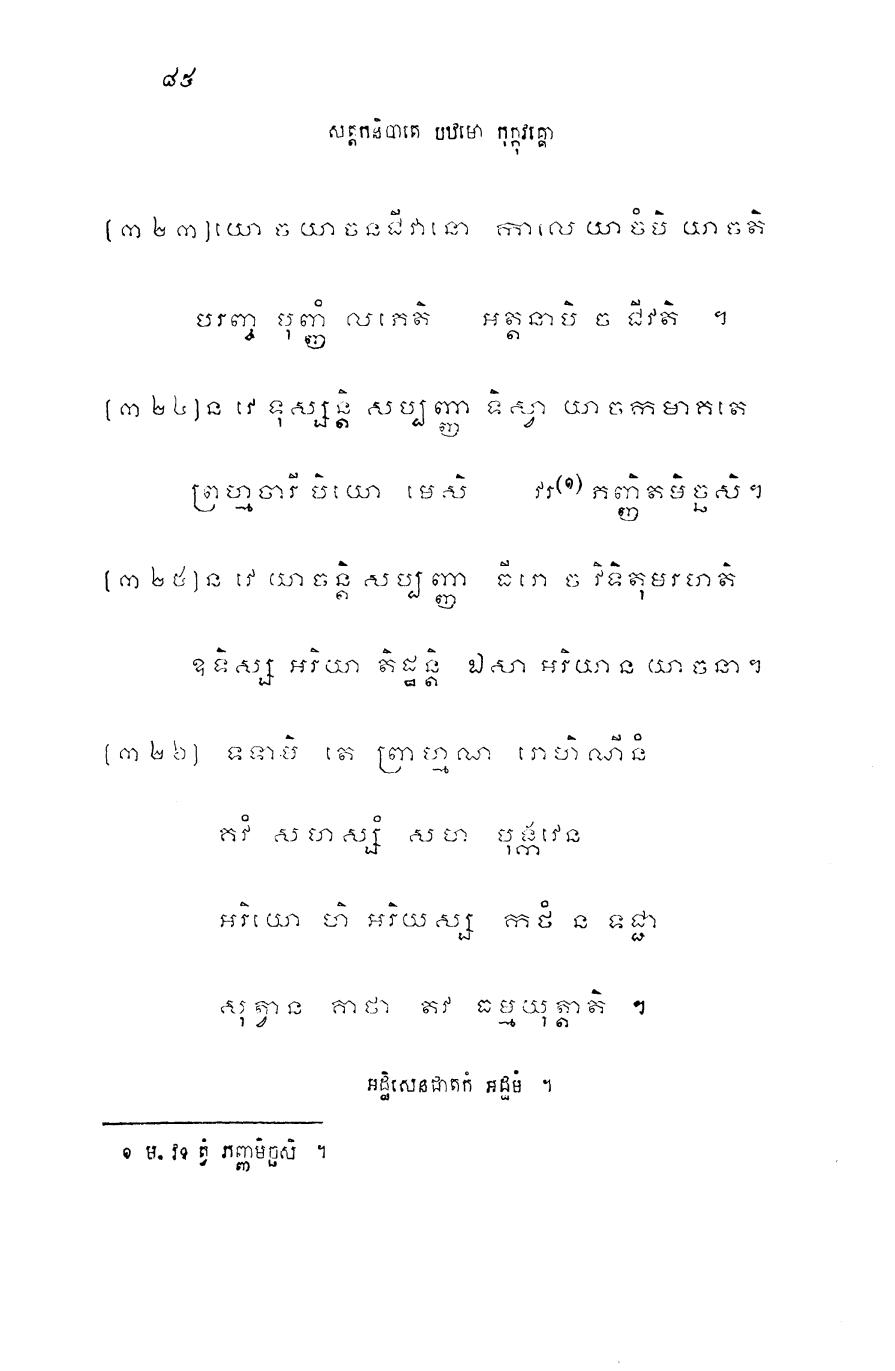 ៨៥
សត្តកនិបាតេ បឋមោ កុក្កុវគ្គោ
[៣២៣] យោ ច យាចនជីវានោ កាលេ យាចំបិ យាចតិ
បរញ្ច បុញ្ញំ លភេតិ អត្តនាបិ ច ជីវតិ ។
[៣២៤] ន វេ ទុស្សន្តិ សប្បញ្ញា ទិស្វា យាចកមាគតេ
ព្រហ្មចារី បិយោ មេសិ វរ(១) ភញ្ញិតមិច្ឆសិ។
[៣២៥] ន វេ យាចន្តិ សប្បញ្ញា ធីរោ ច វិទិតុមរហតិ
ឧទិស្ស អរិយា តិដ្ឋន្តិ ឯសា អរិយាន យាចនា។
[៣២៦] ទទាបិ តេ ព្រាហ្មណ រោហិណីនំ
គវំ សហស្សំ សហ បុង្គវេន
អរិយោ ហិ អរិយស្ស កថំ ន ទជ្ជា
សុត្វាន គាថា តវ ធម្មយុត្តាតិ ។
អដ្ឋិសេនជាតកំ អដ្ឋមំ ។
១ ម. វទ ត្វំ ភញ្ញមិច្ឆសិ ។